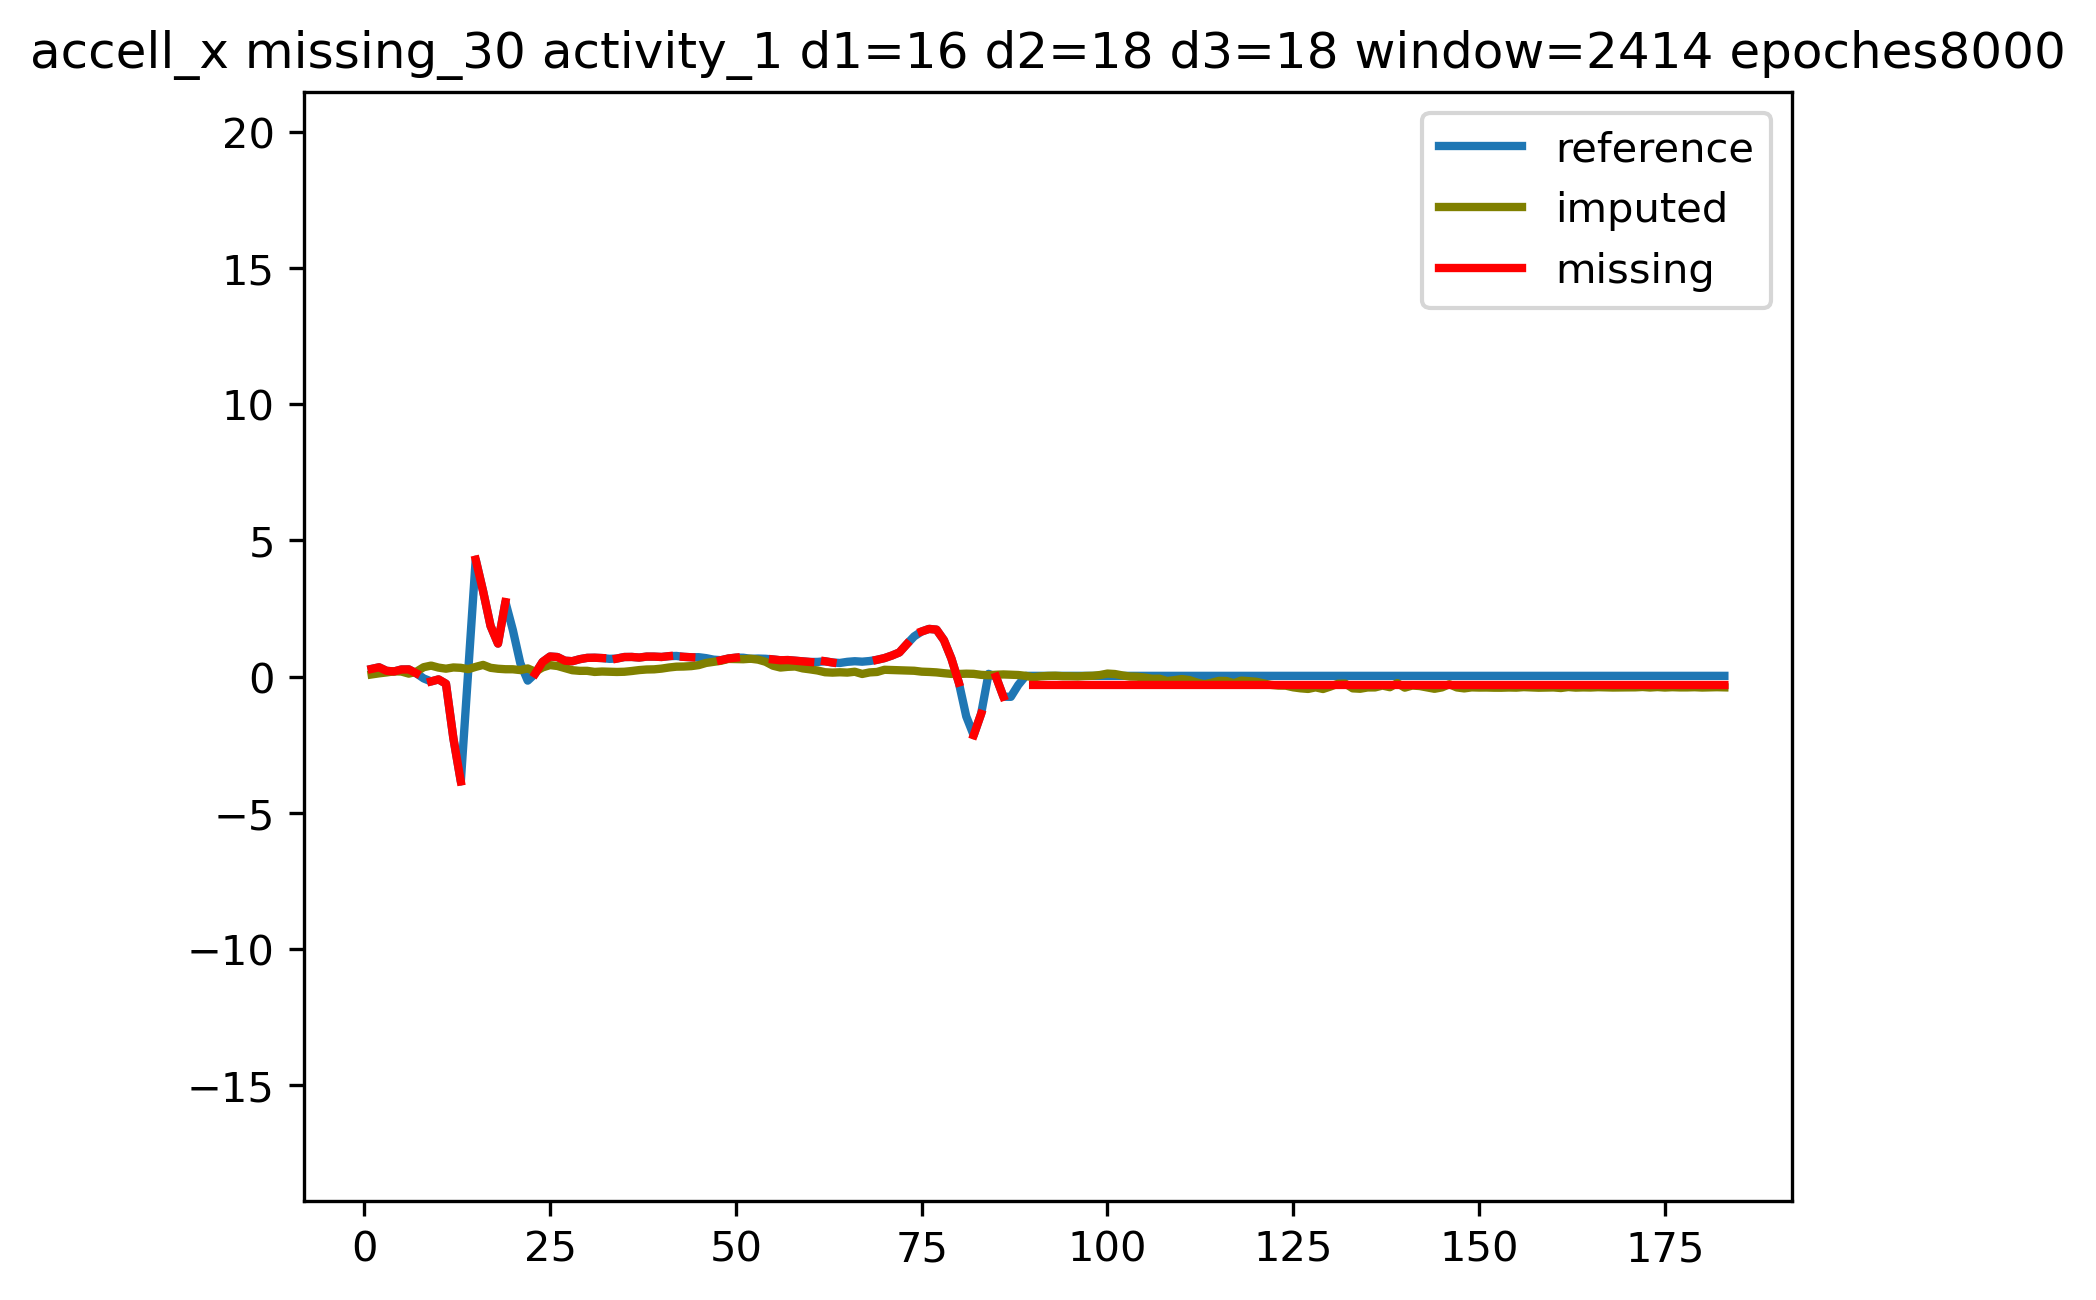 accell_x missing_30 activity_1 d1=16 d2=18 d3=18 window=2414 epoches8000
reference
imputed
missing
20
15
10
5
0
−5
−10
−15
0 25 50 75 100 125 150 175